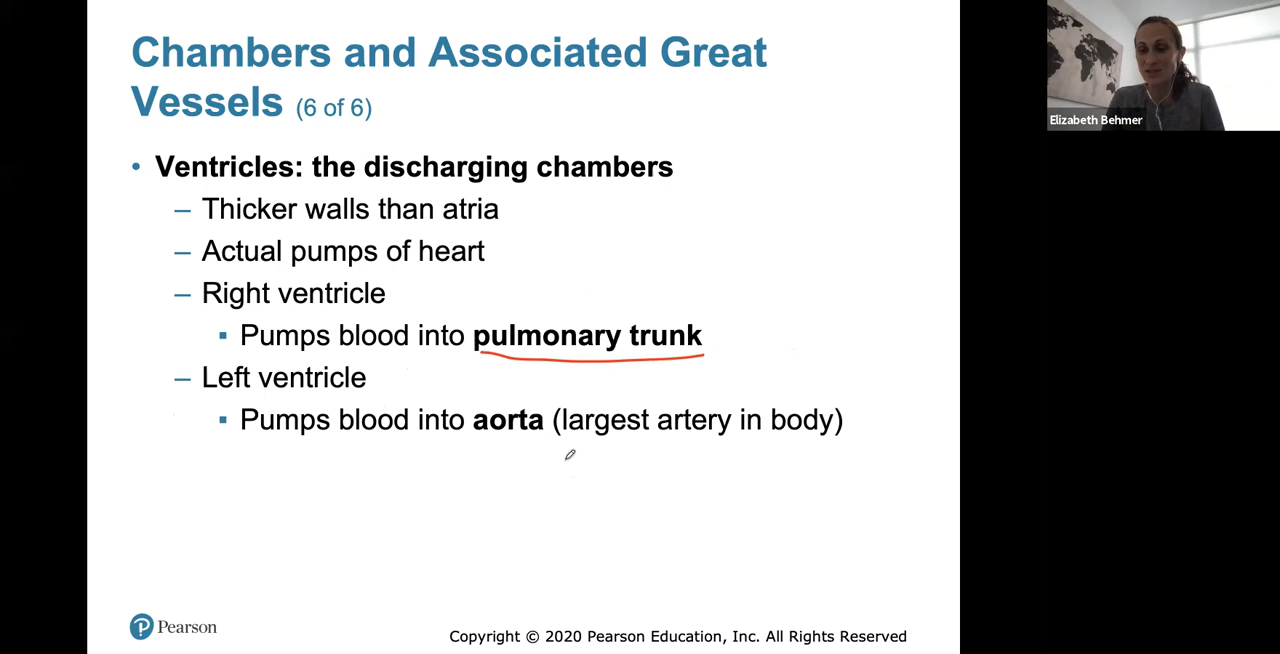 Chambers and Associated Great
Vessels (6 of 6)
• Ventricles: the discharging chambers
– Thicker walls than atria
– Actual pumps of heart
– Right ventricle
▪ Pumps blood into pulmonary trunk
– Left ventricle
▪ Pumps blood into aorta (largest artery in body)
Pearson
Copyright © 2020 Pearson Education, Inc. All Rights Reserved
Elizabeth Behmer